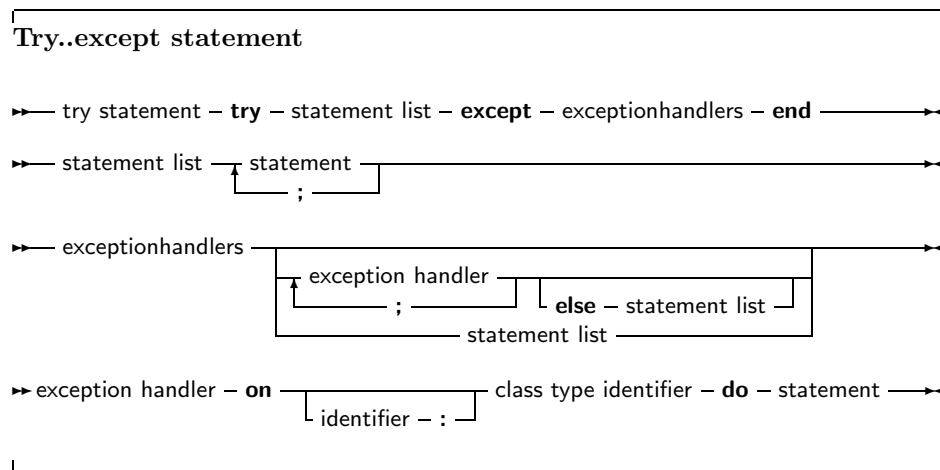 Try..except statement
try statement try statement list except exceptionhandlers end
statement list statement
;
exceptionhandlers
exception handler
; else statement list
statement list
exception handler on class type identifier do statement
identifier :